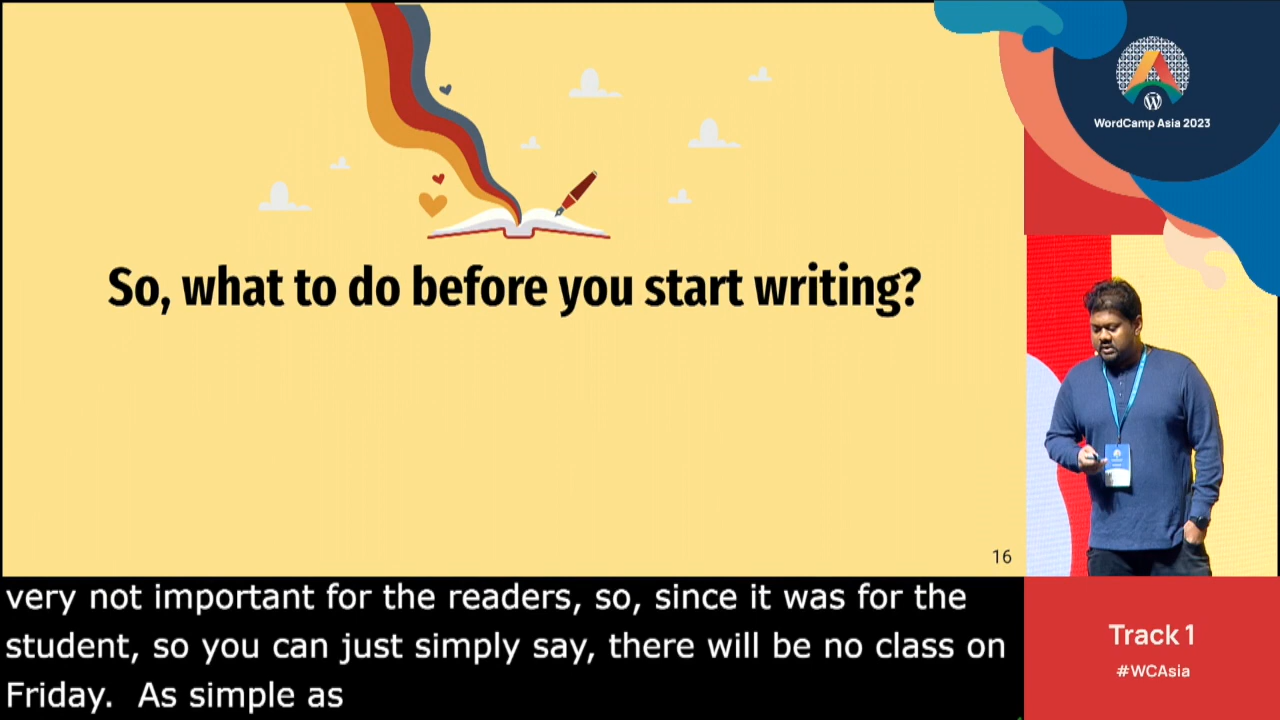 So, what to do before you start writing?
16
very not important for the readers, so, since it was for the
student, so you can just simply say, there will be no class on
Friday.  As simple as
WordCamp Asia 2023
Track 1
#WCAsia